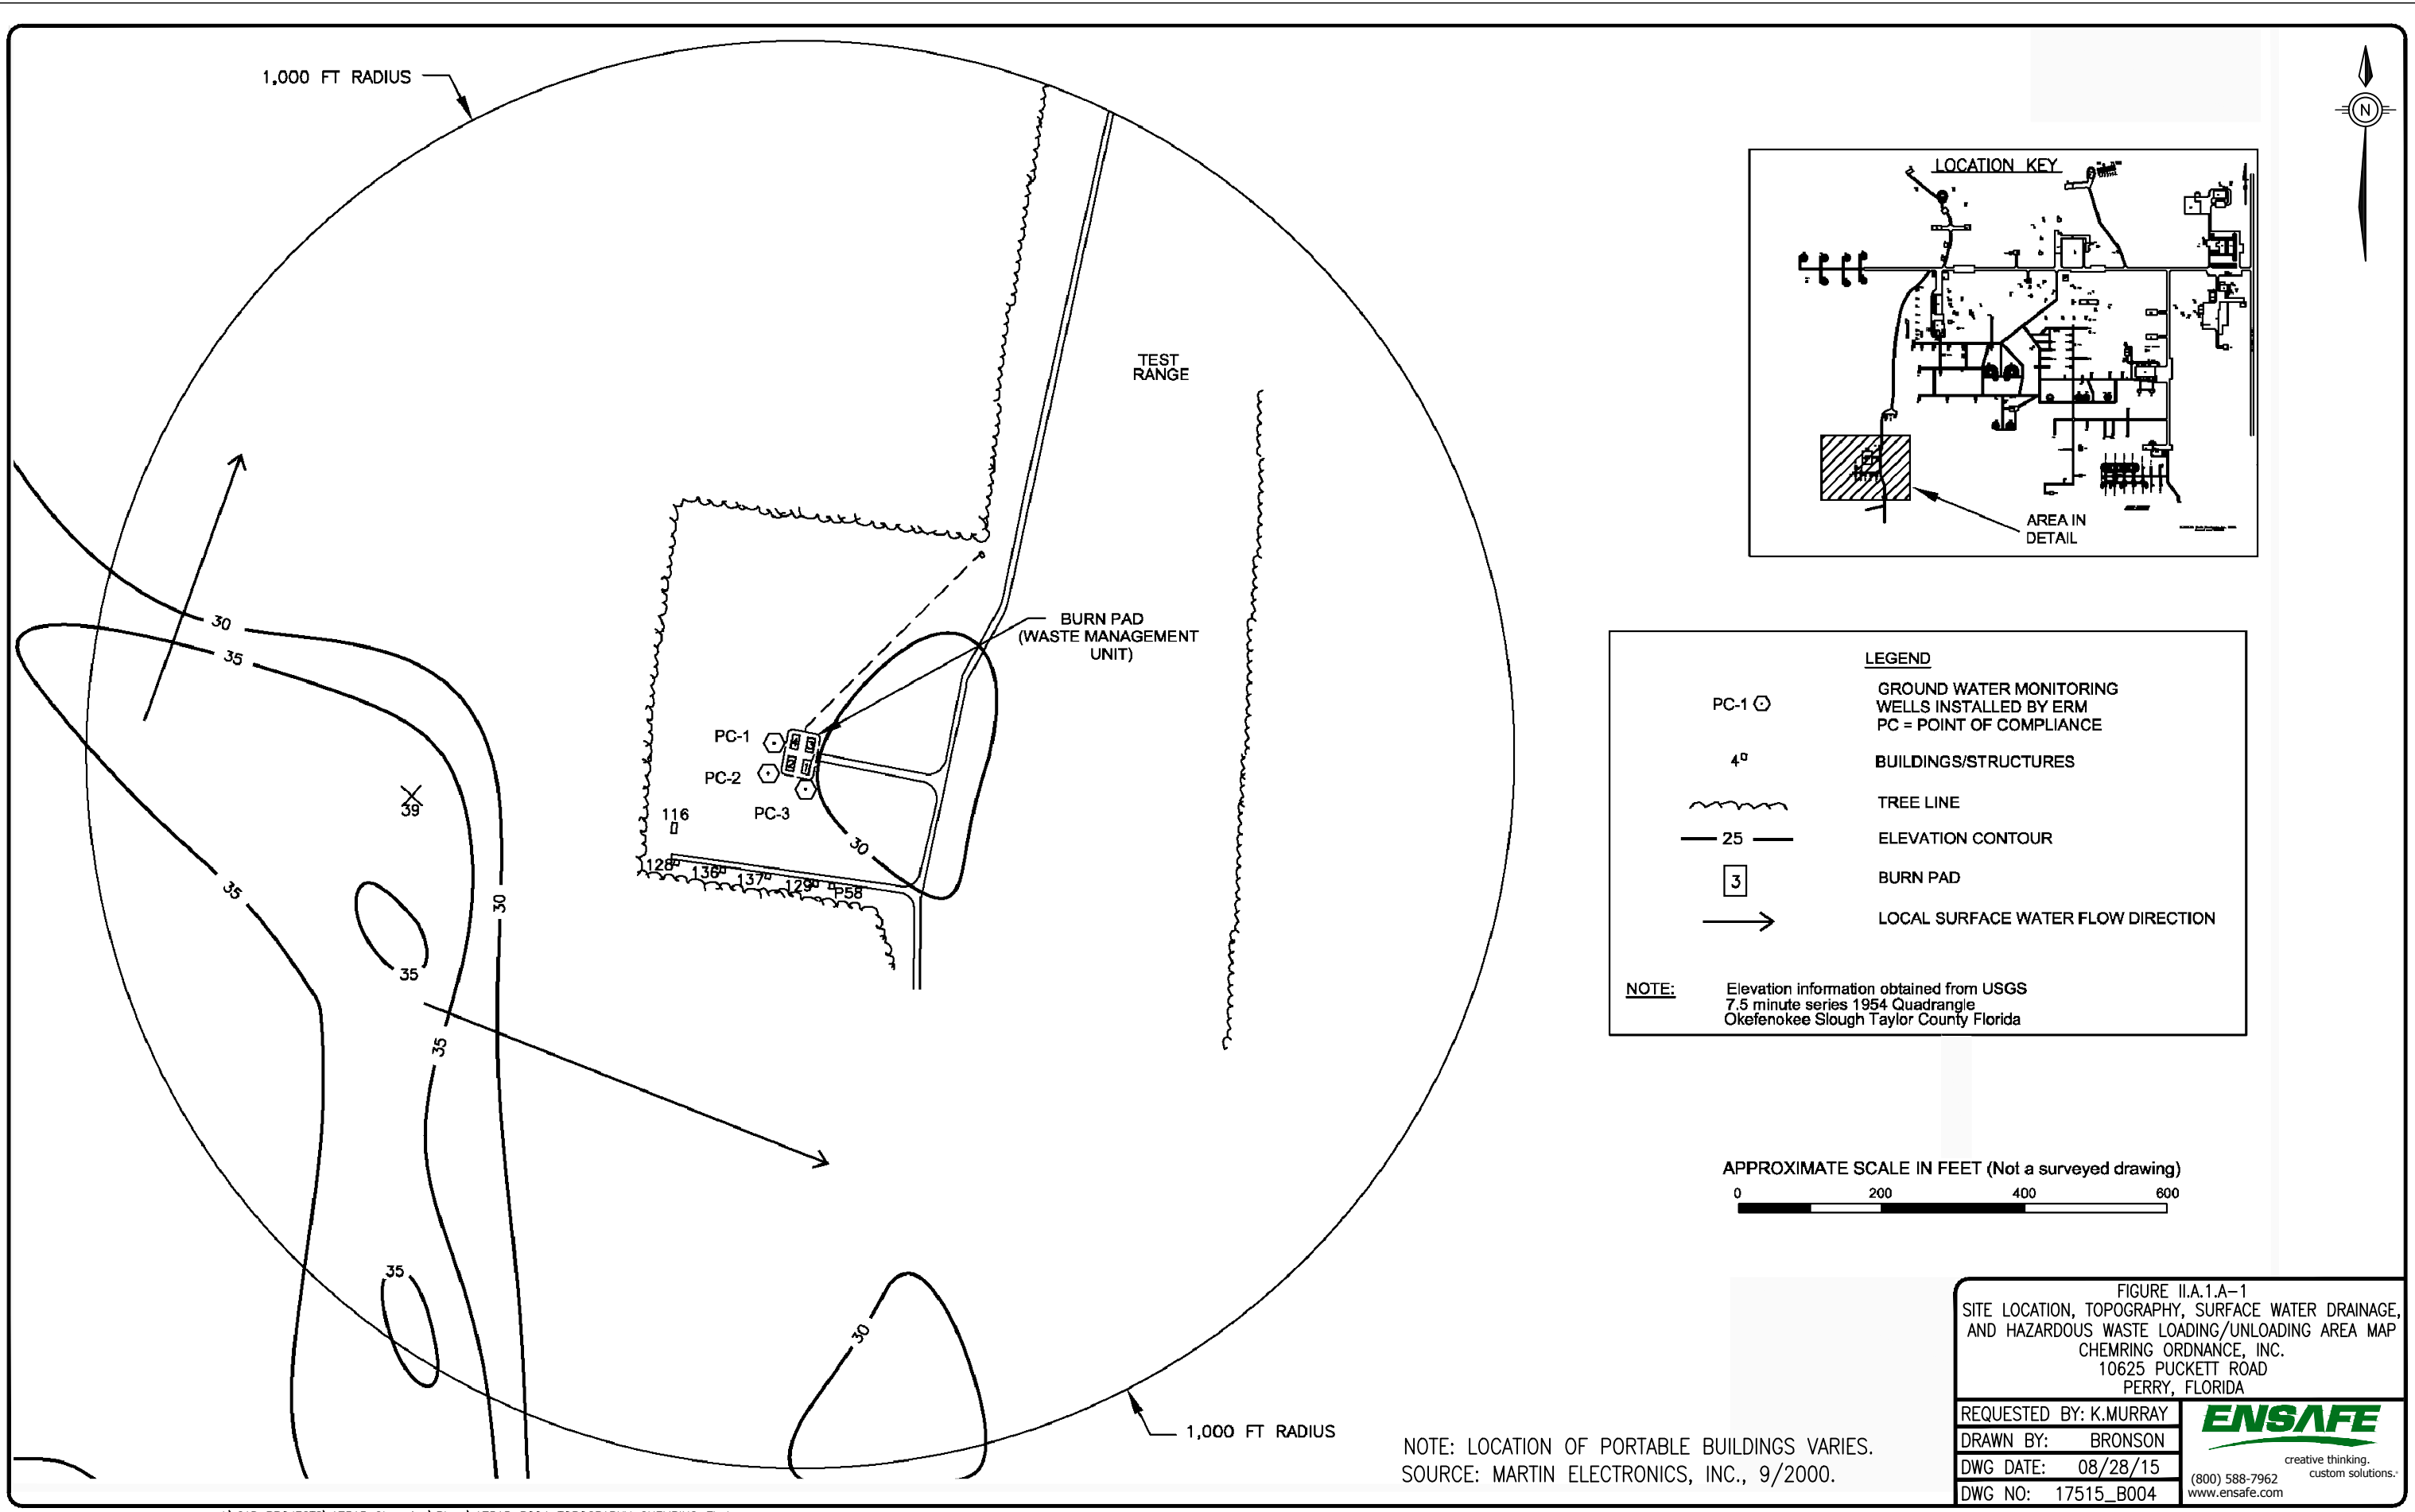 1,000 FT RADIUS
N
LOCATION KEY
AREA IN
DETAIL
TEST
RANGE
30
35
BURN PAD
(WASTE MANAGEMENT
UNIT)
PC-1
PC-2
PC-3
39
116
128
136
137
129
P58
30
35
30
35
35
35
30
1,000 FT RADIUS
LEGEND
PC-1
GROUND WATER MONITORING
WELLS INSTALLED BY ERM
PC = POINT OF COMPLIANCE
4
BUILDINGS/STRUCTURES
TREE LINE
25
ELEVATION CONTOUR
3
BURN PAD
LOCAL SURFACE WATER FLOW DIRECTION
NOTE:
Elevation information obtained from USGS
7.5 minute series 1954 Quadrangle
Okefenokee Slough Taylor County Florida
APPROXIMATE SCALE IN FEET (Not a surveyed drawing)
0 200 400 600
NOTE: LOCATION OF PORTABLE BUILDINGS VARIES.
SOURCE: MARTIN ELECTRONICS, INC., 9/2000.
FIGURE II.A.1.A-1
SITE LOCATION, TOPOGRAPHY, SURFACE WATER DRAINAGE,
AND HAZARDOUS WASTE LOADING/UNLOADING AREA MAP
CHEMRING ORDNANCE, INC.
10625 PUCKETT ROAD
PERRY, FLORIDA
REQUESTED BY: K.MURRAY
DRAWN BY: BRONSON
DWG DATE: 08/28/15
DWG NO: 17515_B004
ENSAFE
creative thinking.
custom solutions.
(800) 588-7962
www.ensafe.com